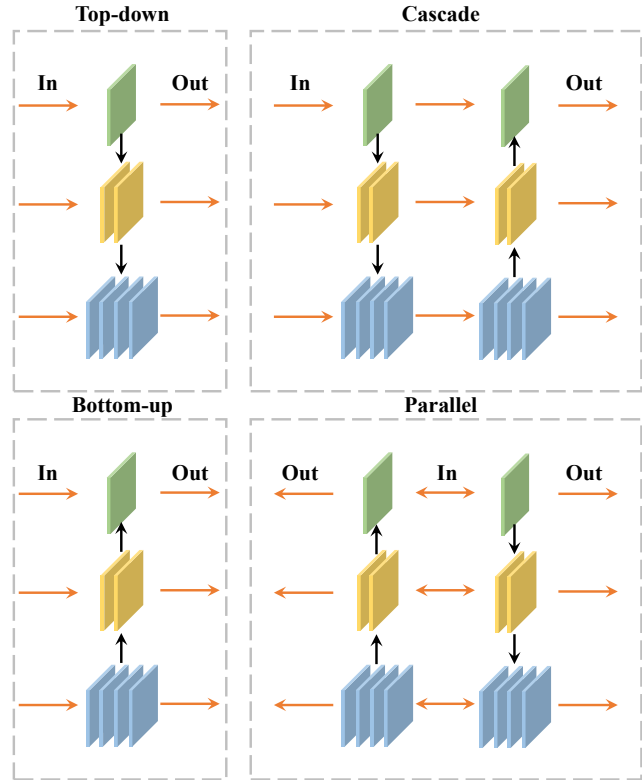 Top-down
Cascade
In
Out
In
Out
Bottom-up
Parallel
In
Out
Out
In
Out